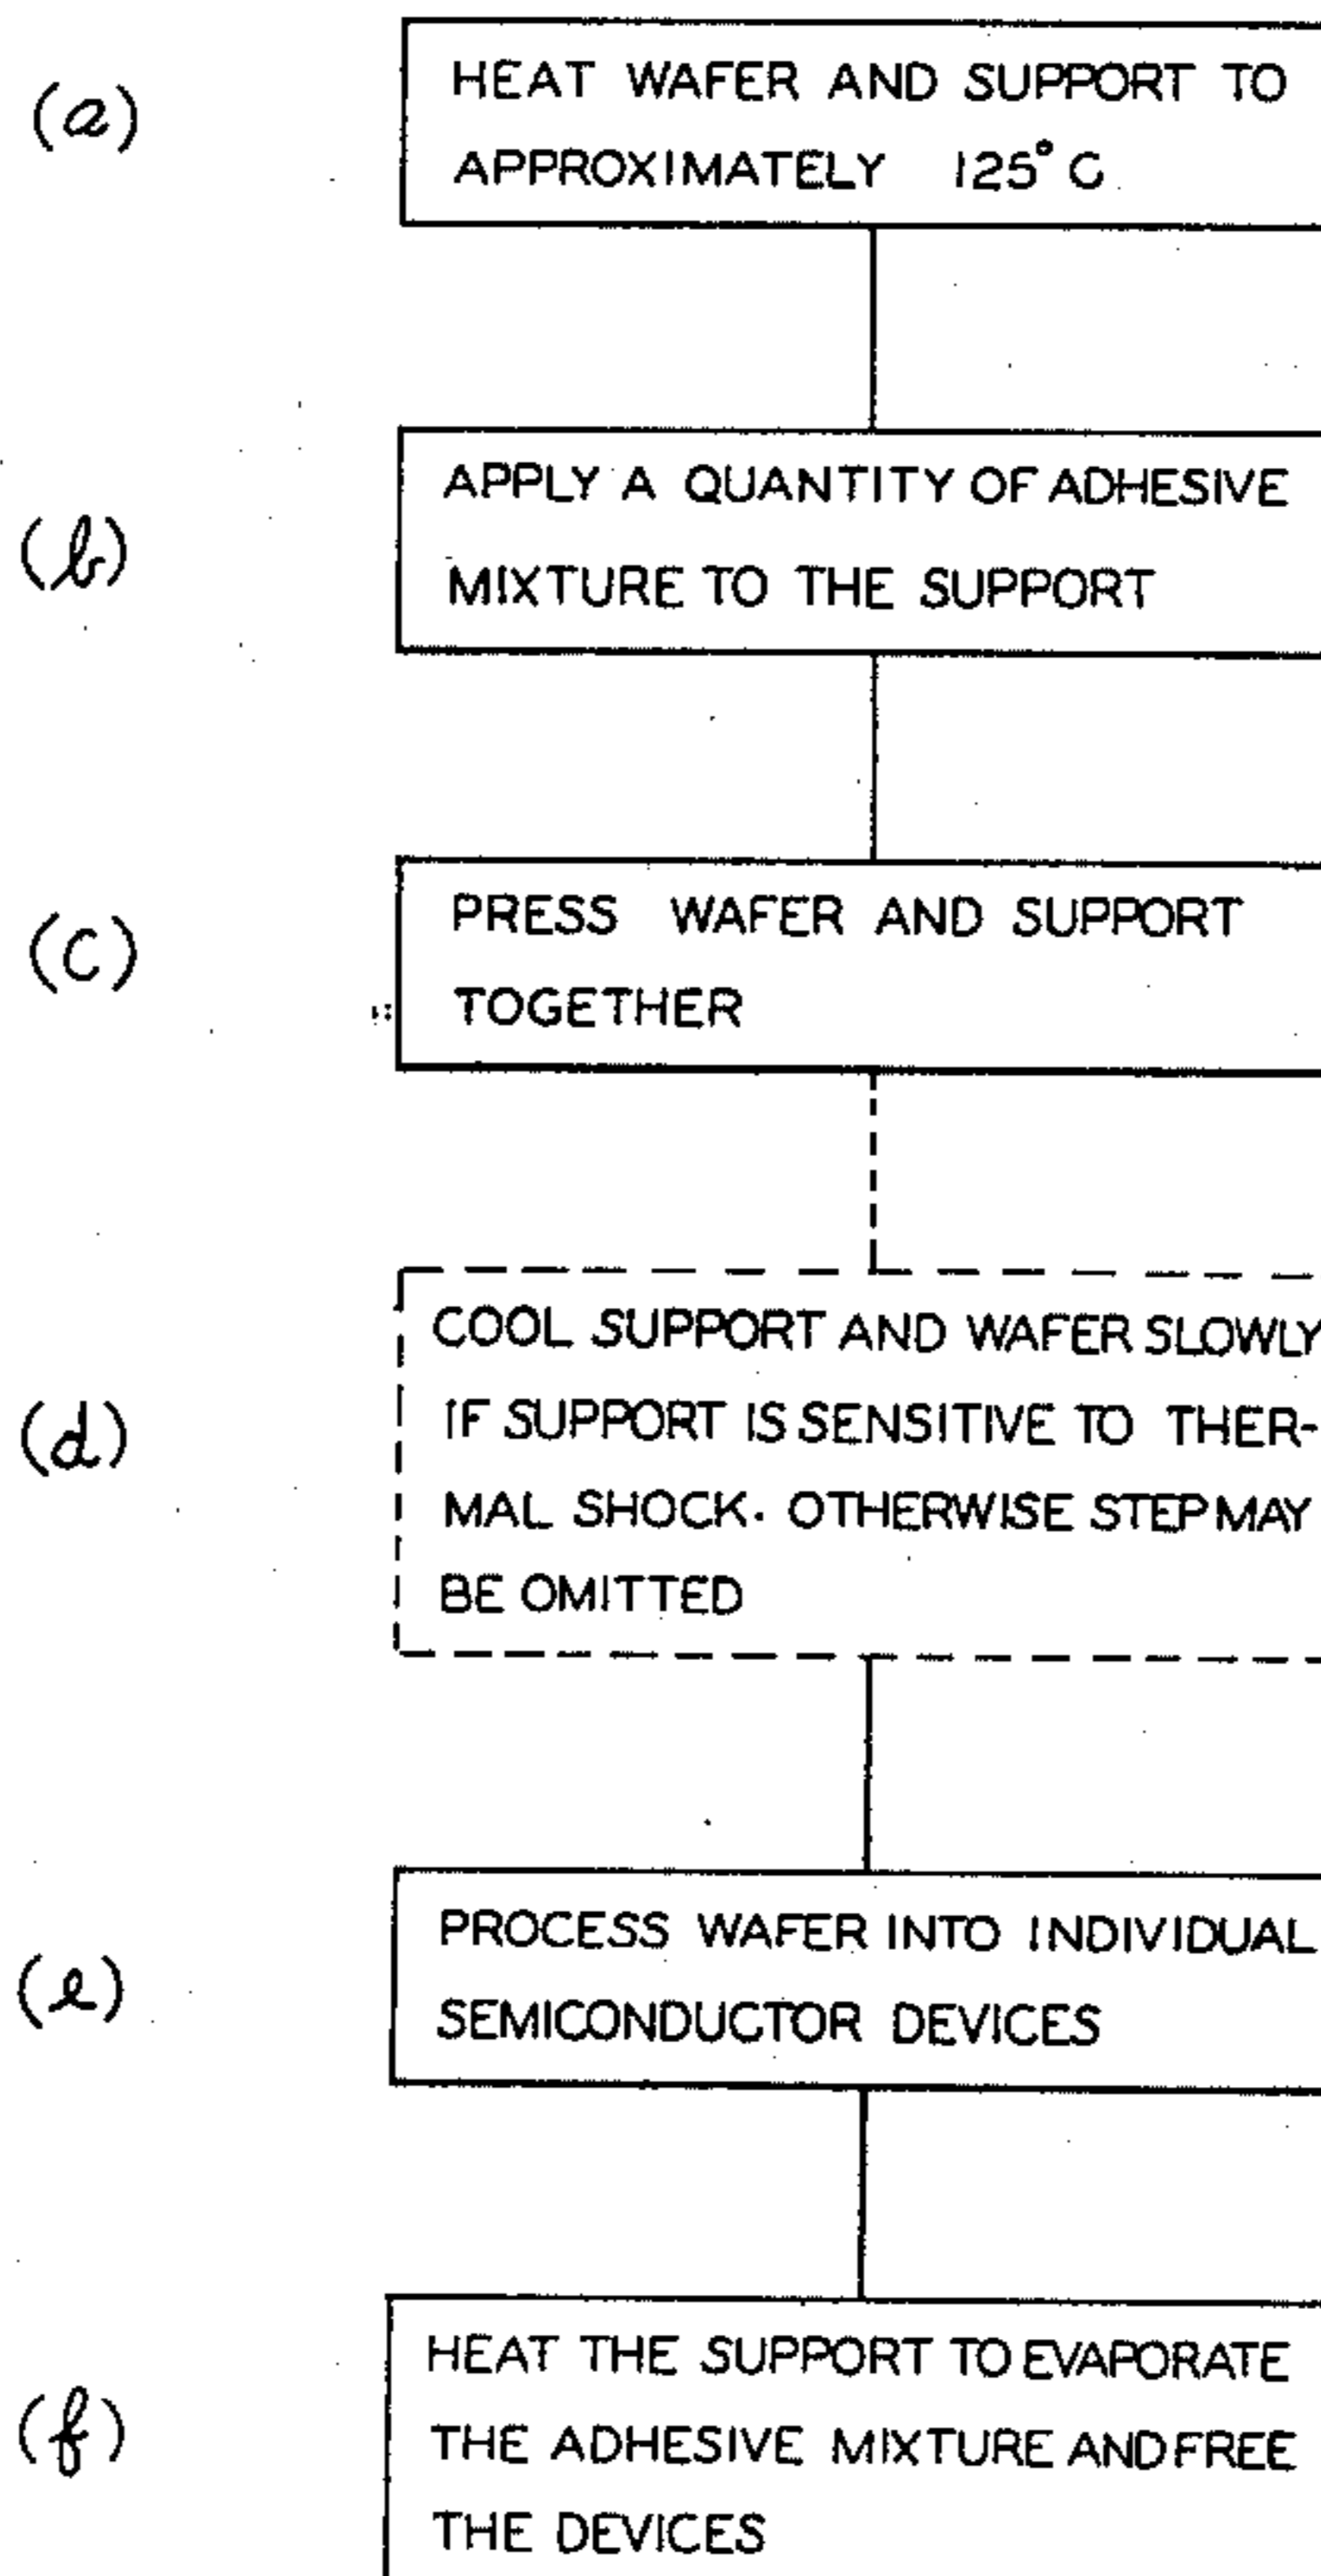 (a)
HEAT WAFER AND SUPPORT TO
APPROXIMATELY 125° C
(b)
APPLY A QUANTITY OF ADHESIVE
MIXTURE TO THE SUPPORT
(C)
PRESS WAFER AND SUPPORT
TOGETHER
(d)
COOL SUPPORT AND WAFER SLOWLY
IF SUPPORT IS SENSITIVE TO THER-
MAL SHOCK. OTHERWISE STEP MAY
BE OMITTED
(e)
PROCESS WAFER INTO INDIVIDUAL
SEMICONDUCTOR DEVICES
(f)
HEAT THE SUPPORT TO EVAPORATE
THE ADHESIVE MIXTURE AND FREE
THE DEVICES